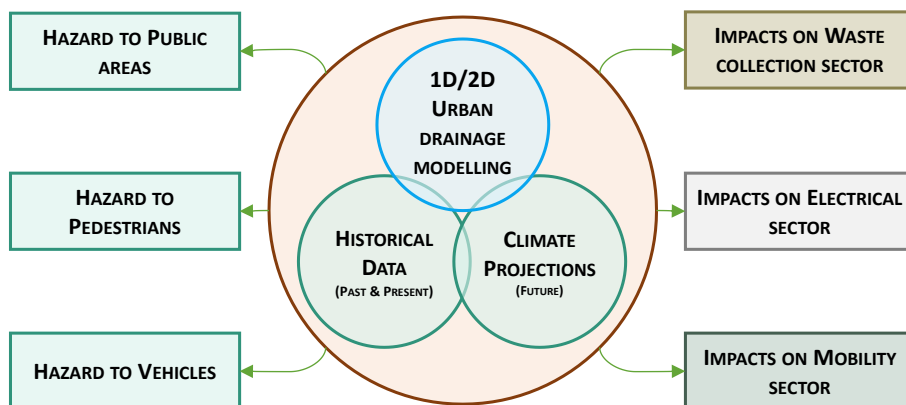 Hazard to Public
areas
Hazard to
Pedestrians
Hazard to Vehicles
1D/2D
Urban
drainage
modelling
Historical
Data
(Past & Present)
Climate
Projections
(Future)
Impacts on Waste
collection sector
Impacts on Electrical
sector
Impacts on Mobility
sector